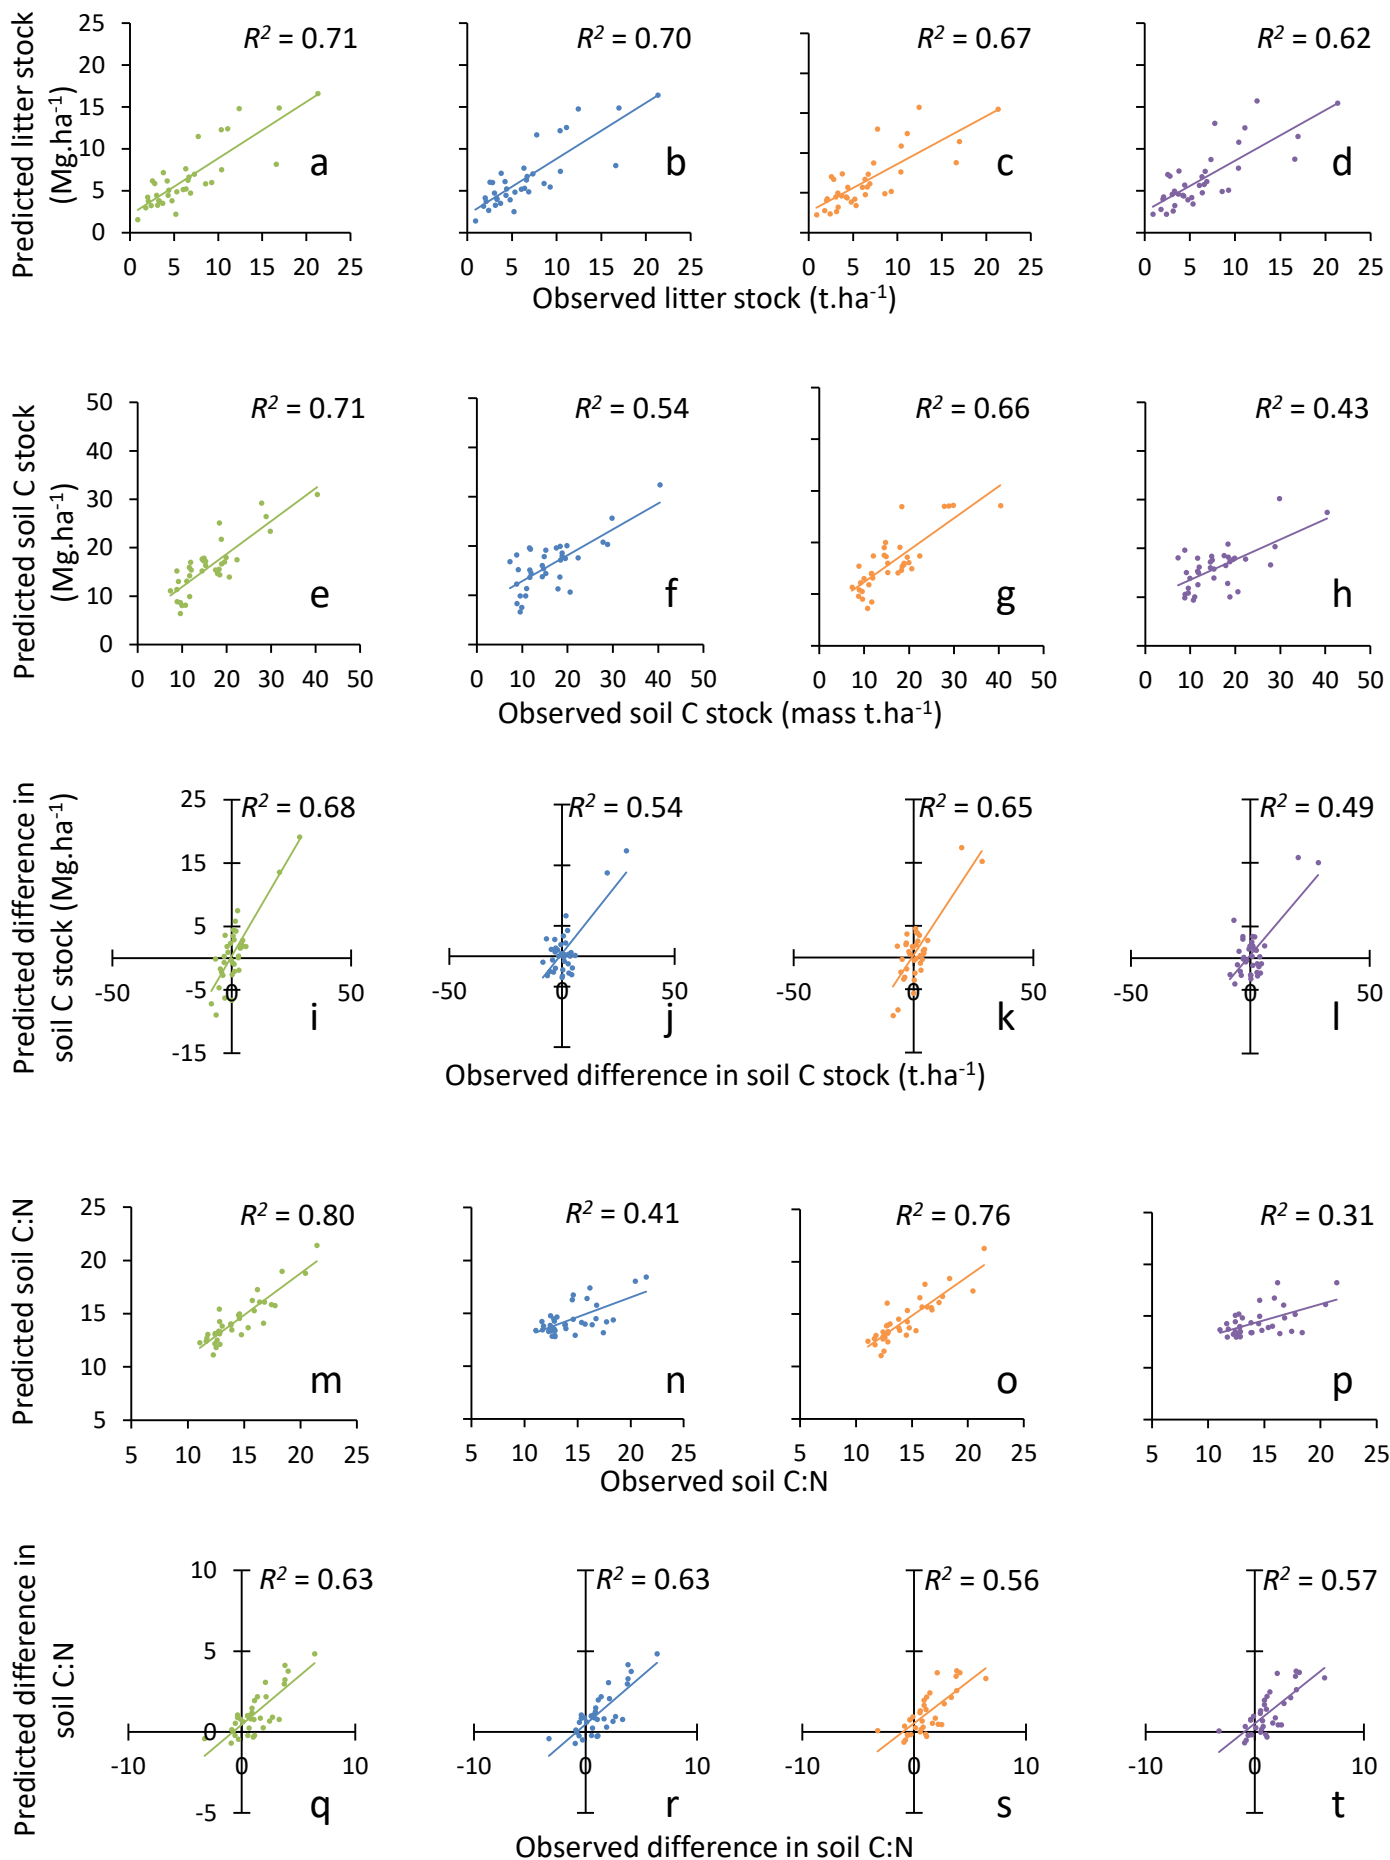 Predicted litter stock
(Mg.ha⁻¹)
25
20
15
10
5
0
R² = 0.71
a
0 5 10 15 20 25
R² = 0.70
b
0 5 10 15 20 25
R² = 0.67
c
0 5 10 15 20 25
R² = 0.62
d
0 5 10 15 20 25
Observed litter stock (t.ha⁻¹)
Predicted soil C stock
(Mg.ha⁻¹)
50
40
30
20
10
0
R² = 0.71
e
0 10 20 30 40 50
R² = 0.54
f
0 10 20 30 40 50
R² = 0.66
g
0 10 20 30 40 50
R² = 0.43
h
0 10 20 30 40 50
Observed soil C stock (mass t.ha⁻¹)
Predicted difference in
soil C stock (Mg.ha⁻¹)
25
15
5
-5
-15
R² = 0.68
i
-50 0 50
R² = 0.54
j
-50 0 50
R² = 0.65
k
-50 0 50
R² = 0.49
l
-50 0 50
Observed difference in soil C stock (t.ha⁻¹)
Predicted soil C:N
25
20
15
10
5
R² = 0.80
m
5 10 15 20 25
R² = 0.41
n
5 10 15 20 25
R² = 0.76
o
5 10 15 20 25
R² = 0.31
p
5 10 15 20 25
Observed soil C:N
Predicted difference in
soil C:N
10
5
0
-5
R² = 0.63
q
-10 0 10
R² = 0.63
r
-10 0 10
R² = 0.56
s
-10 0 10
R² = 0.57
t
-10 0 10
Observed difference in soil C:N